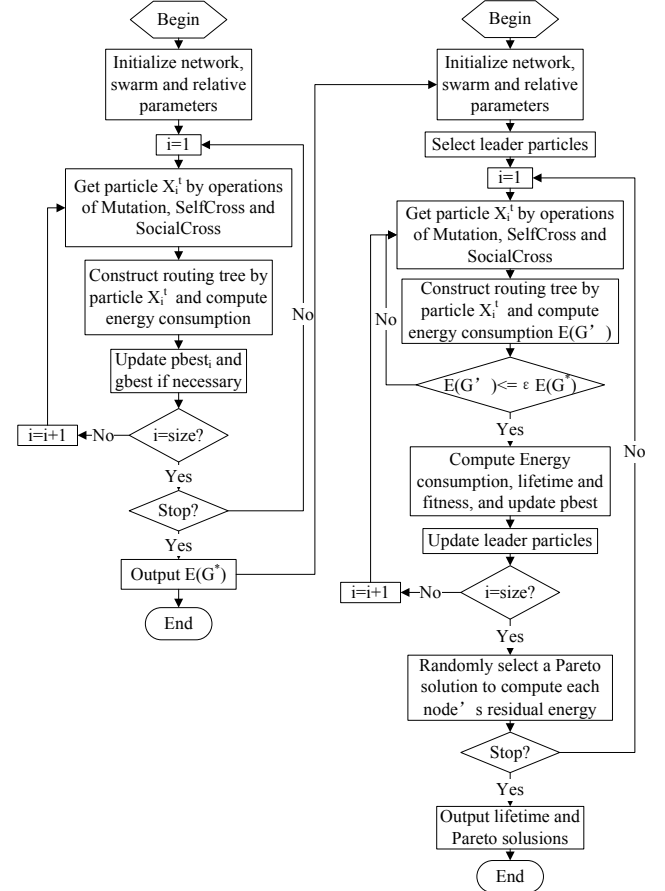 Begin
Initialize network,
swarm and relative
parameters
i=1
Get particle X_i^t by operations
of Mutation, SelfCross and
SocialCross
Construct routing tree by
particle X_i^t and compute
energy consumption
No
Update pbest_i and
gbest if necessary
i=i+1
No
i=size?
Yes
Stop?
Yes
Output E(G*)
End
Begin
Initialize network,
swarm and relative
parameters
Select leader particles
i=1
Get particle X_i^t by operations
of Mutation, SelfCross and
SocialCross
Construct routing tree by
particle X_i^t and compute
energy consumption E(G’)
No
E(G’)<= ε E(G*)
Yes
No
Compute Energy
consumption, lifetime and
fitness, and update pbest
Update leader particles
i=i+1
No
i=size?
Yes
Randomly select a Pareto
solution to compute each
node’s residual energy
Stop?
Yes
Output lifetime and
Pareto solusions
End